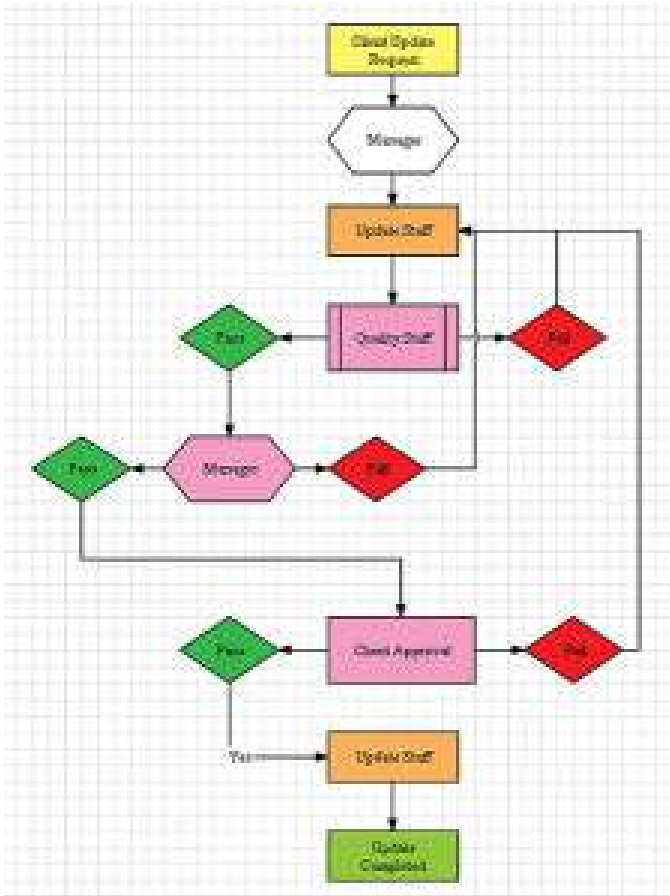 Client Update
Request
Manager
Update Staff
Pass
Quality Staff
Fail
Pass
Manager
Fail
Pass
Client Approval
Fail
Yes
Update Staff
Completed